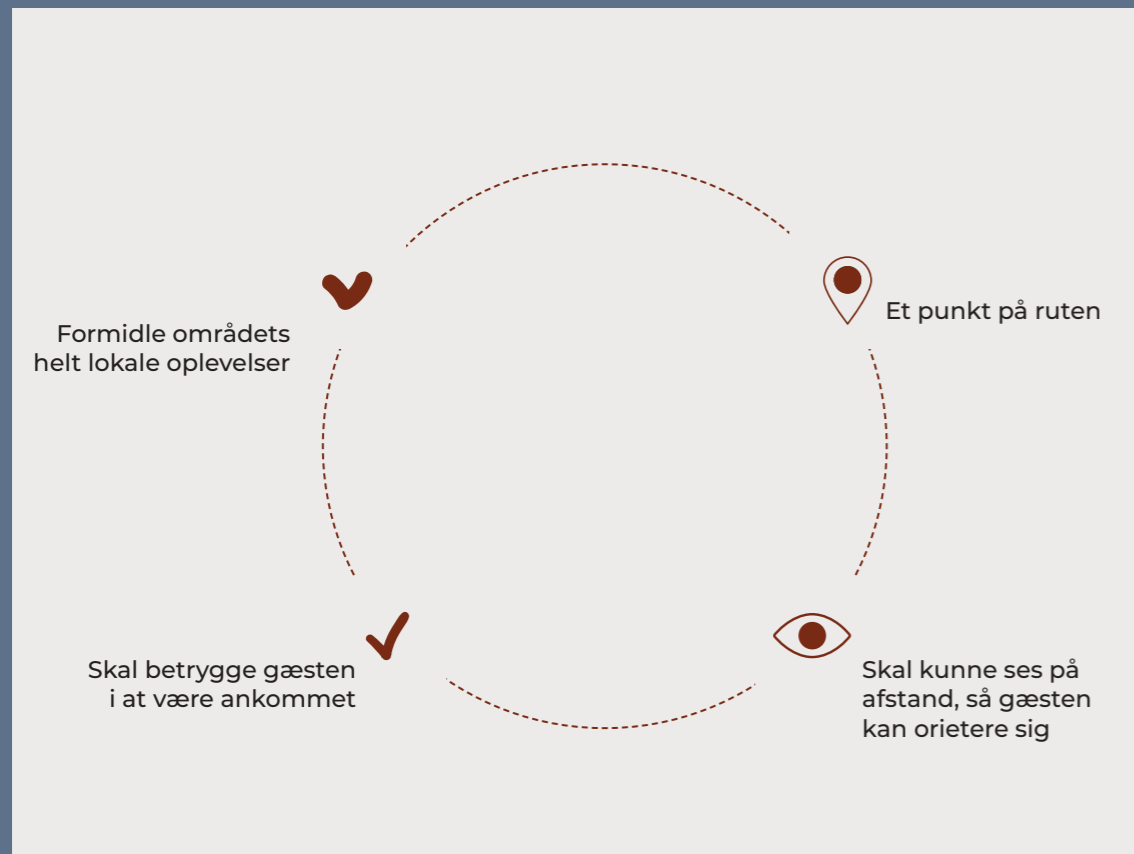 Et punkt på ruten
Formidle områdets
helt lokale oplevelser
Skal betrygge gæsten
i at være ankommet
Skal kunne ses på
afstand, så gæsten
kan orietere sig